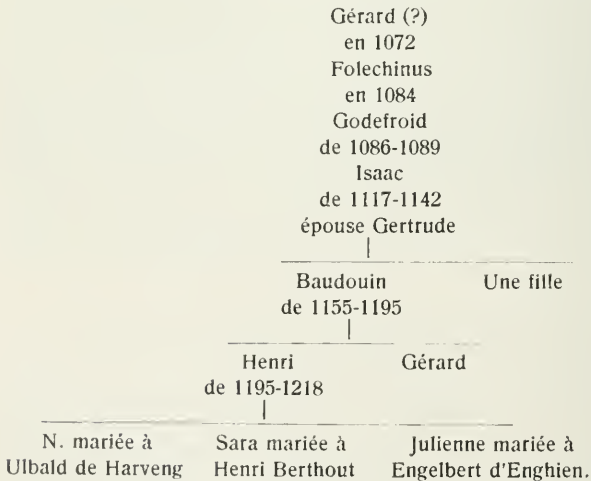 Gérard (?)
en 1072
Folechinus
en 1084
Godefroid
de 1086-1089
Isaac
de 1117-1142
épouse Gertrude
Baudouin Une fille
de 1155-1195
Henri Gérard
de 1195-1218
N. mariée à Sara mariée à Julienne mariée à
Ulbald de Harveng Henri Berthout Engelbert d'Enghien.